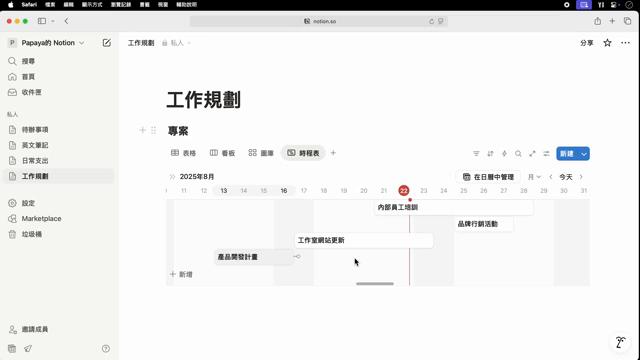 Safari 檔案 編輯 顯示方式 瀏覽記錄 書籤 視窗 輔助說明
notion.so
P Papaya的 Notion
工作規劃 私人 分享
搜尋
首頁
收件匣
私人
待辦事項
英文筆記
日常支出
工作規劃
設定
Marketplace
垃圾桶
邀請成員
工作規劃
專案
表格 看板 圖庫 時程表 新建
2025年8月 在日曆中管理 月 今天
11 12 13 14 15 16 17 18 19 20 21 22 23 24 25 26 27 28 29 30 31
內部員工培訓
品牌行銷活動
工作室網站更新
產品開發計畫
新增